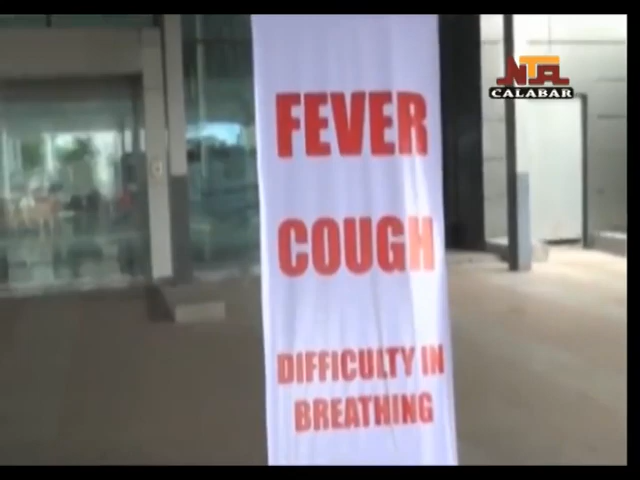 NTA
CALABAR
FEVER
COUGH
DIFFICULTY IN
BREATHING